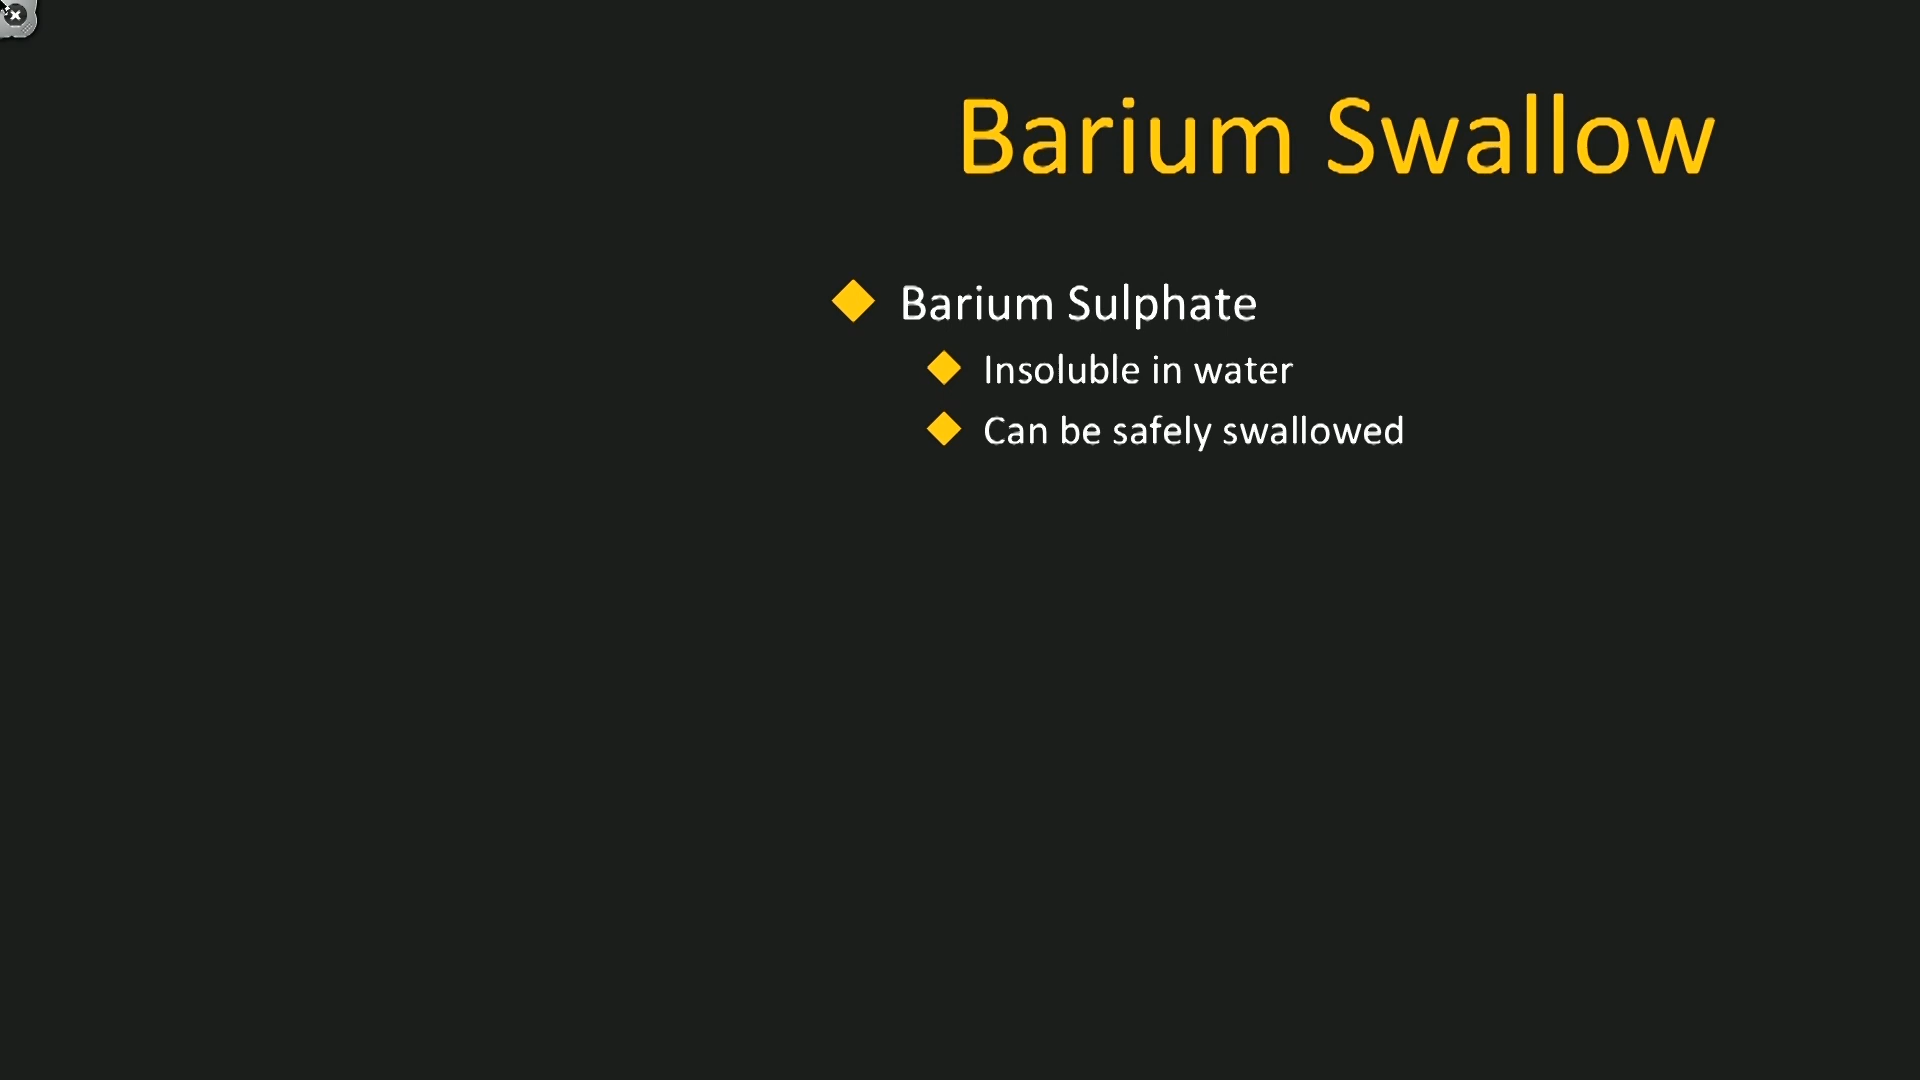 Barium Swallow
Barium Sulphate
Insoluble in water
Can be safely swallowed